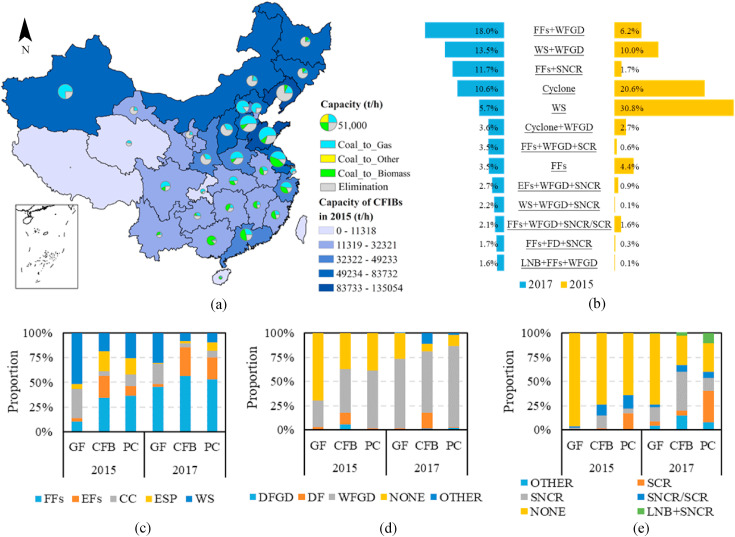 N
Capacity (t/h)
51,000
Coal_to_Gas
Coal_to_Other
Coal_to_Biomass
Elimination
Capacity of CFIBs
in 2015 (t/h)
0 - 11318
11319 - 32321
32322 - 49233
49234 - 83732
83733 - 135054
(a)
18.0% FFs+WFGD 6.2%
13.5% WS+WFGD 10.0%
11.7% FFs+SNCR 1.7%
10.6% Cyclone 20.6%
5.7% WS 30.8%
3.6% Cyclone+WFGD 2.7%
3.5% FFs+WFGD+SCR 0.6%
3.5% FFs 4.4%
2.7% EFs+WFGD+SNCR 0.9%
2.2% WS+WFGD+SNCR 0.1%
2.1% FFs+WFGD+SNCR/SCR 1.6%
1.7% FFs+FD+SNCR 0.3%
1.6% LNB+FFs+WFGD 0.1%
2017 2015
(b)
Proportion
100%
75%
50%
25%
0%
GF CFB PC GF CFB PC
2015 2017
FFs EFs CC ESP WS
(c)
Proportion
100%
75%
50%
25%
0%
GF CFB PC GF CFB PC
2015 2017
DFGD DF WFGD NONE OTHER
(d)
Proportion
100%
75%
50%
25%
0%
GF CFB PC GF CFB PC
2015 2017
OTHER SCR
SNCR SNCR/SCR
NONE LNB+SNCR
(e)